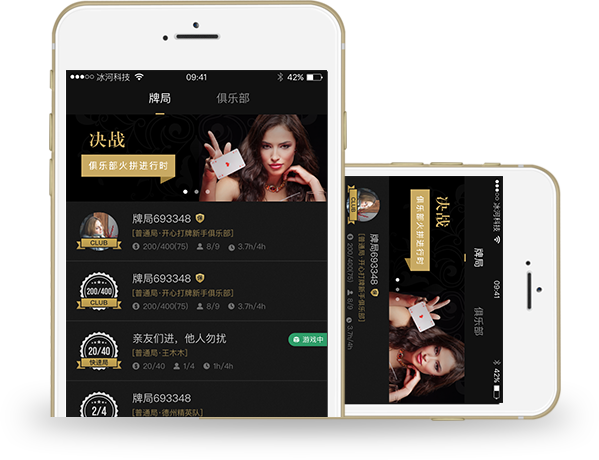 ●●●○○ 冰河科技 09:41 42%
牌局 俱乐部
决战
俱乐部火拼进行时
牌局693348
CLUB
[普通局·开心打牌新手俱乐部]
200/400(75) 8/9 3.7h/4h
牌局693348
200/400
CLUB
[普通局·开心打牌新手俱乐部]
200/400(75) 8/9 3.7h/4h
亲友们进，他人勿扰
游戏中
20/40
快速局
[普通局·王木木]
20/40 1/4 1h/4h
牌局693348
2/4
[普通局·德州精英队]
●●●○○ 冰河科技 09:41 42%
牌局 俱乐部
决战
俱乐部火拼进行时
牌局693348
CLUB
[普通局·开心打牌新手俱乐部]
200/400(75) 8/9 3.7h/4h